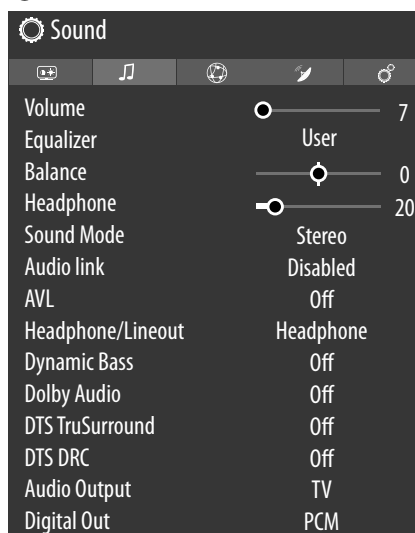 Sound
Volume 7
Equalizer User
Balance 0
Headphone 20
Sound Mode Stereo
Audio link Disabled
AVL Off
Headphone/Lineout Headphone
Dynamic Bass Off
Dolby Audio Off
DTS TruSurround Off
DTS DRC Off
Audio Output TV
Digital Out PCM